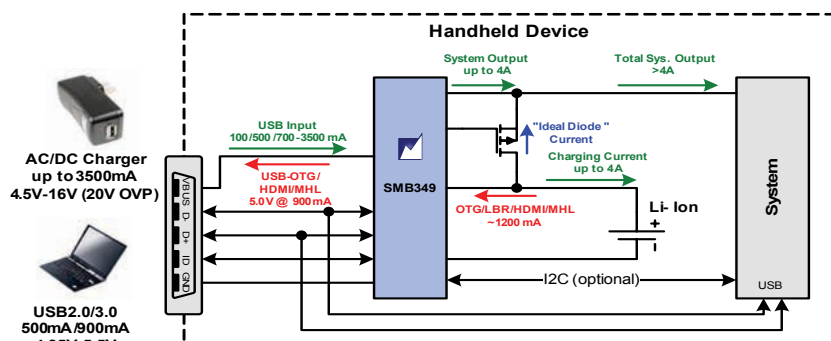 Handheld Device
System Output
up to 4A
Total Sys. Output
>4A
USB Input
100/500/700-3500 mA
"Ideal Diode"
Current
AC/DC Charger
up to 3500mA
4.5V-16V (20V OVP)
USB-OTG/
HDMI/MHL
5.0V @ 900mA
SMB349
Charging Current
up to 4A
OTG/LBR/HDMI/MHL
~1200 mA
Li- Ion
+
-
System
VBUS
D-
D+
ID
GND
I2C (optional)
USB
USB2.0/3.0
500mA/900mA